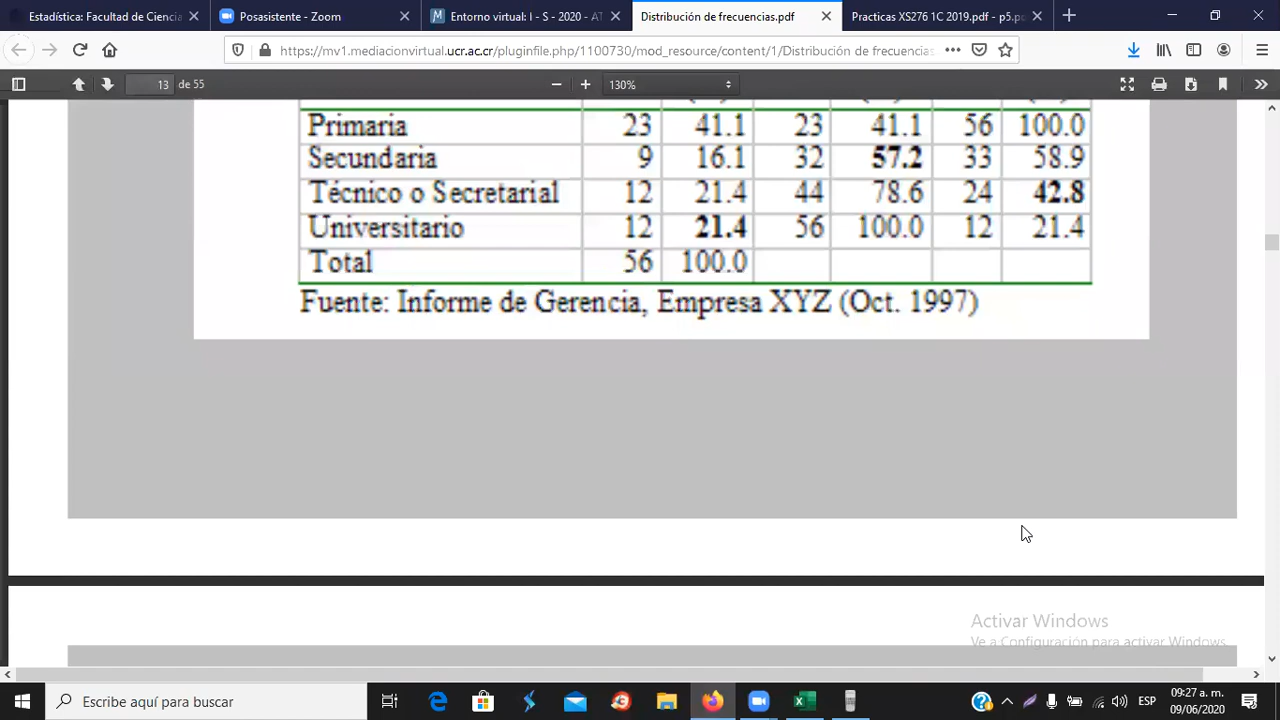 Estadística: Facultad de Ciencia
Posasistente - Zoom
Entorno virtual: I - S - 2020 - AT
Distribución de frecuencias.pdf
Practicas XS276 1C 2019.pdf - p5.po
https://mv1.mediacionvirtual.ucr.ac.cr/pluginfile.php/1100730/mod_resource/content/1/Distribución de frecuencias
13 de 55
130%
Primaria 23 41.1 23 41.1 56 100.0
Secundaria 9 16.1 32 57.2 33 58.9
Técnico o Secretarial 12 21.4 44 78.6 24 42.8
Universitario 12 21.4 56 100.0 12 21.4
Total 56 100.0
Fuente: Informe de Gerencia, Empresa XYZ (Oct. 1997)
Activar Windows
Ve a Configuración para activar Windows.
Escribe aquí para buscar
ESP
09:27 a. m.
09/06/2020